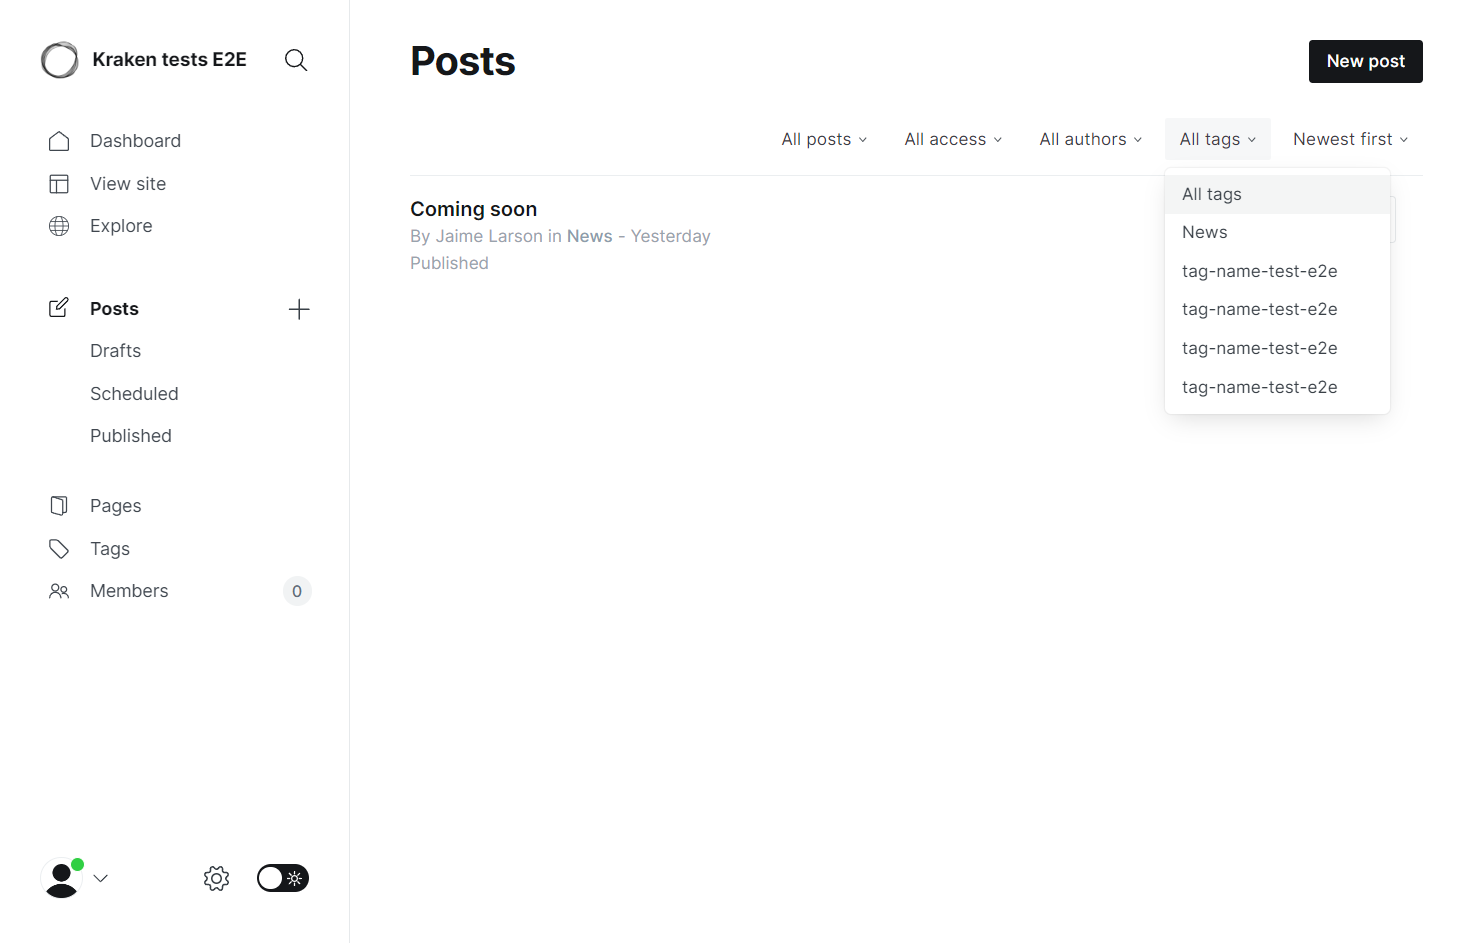 Kraken tests E2E
Dashboard
View site
Explore
Posts
Drafts
Scheduled
Published
Pages
Tags
Members
0
Posts
New post
All posts
All access
All authors
All tags
Newest first
Coming soon
By Jaime Larson in News - Yesterday
Published
All tags
News
tag-name-test-e2e
tag-name-test-e2e
tag-name-test-e2e
tag-name-test-e2e